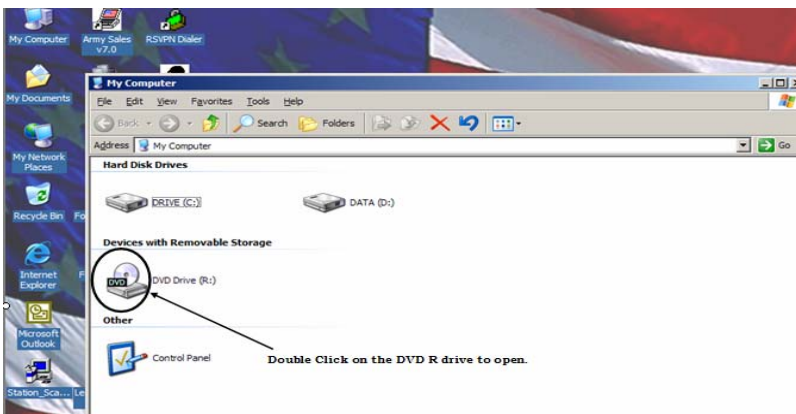 My Computer
Army Sales
v7.0
RSVPN Dialer
My Documents
My Network
Places
Recycle Bin
Fo
Internet
Explorer
Microsoft
Outlook
Station_Sca...
Le
My Computer
File Edit View Favorites Tools Help
Back Search Folders
Address My Computer Go
Hard Disk Drives
DRIVE (C:) DATA (D:)
Devices with Removable Storage
DVD
DVD Drive (R:)
Other
Control Panel
Double Click on the DVD R drive to open.